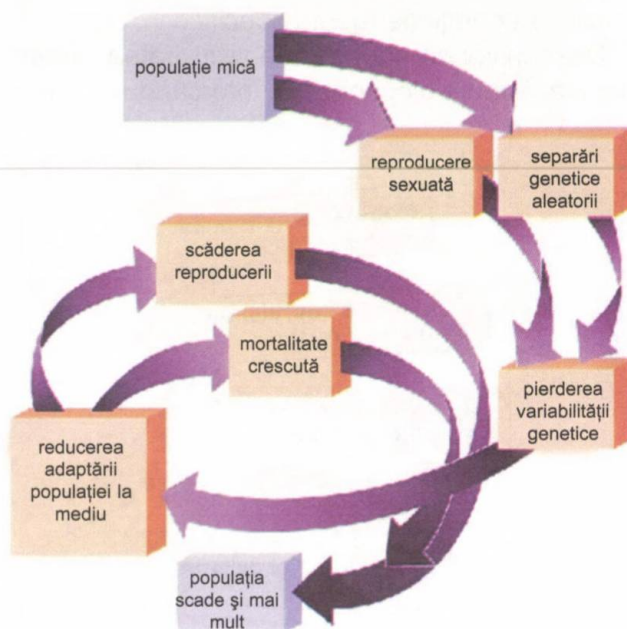 populație mică
reproducere
sexuată
separări
genetice
aleatorii
scăderea
reproducerii
mortalitate
crescută
pierderea
variabilității
genetice
reducerea
adaptării
populației la
mediu
populația
scade şi mai
mult